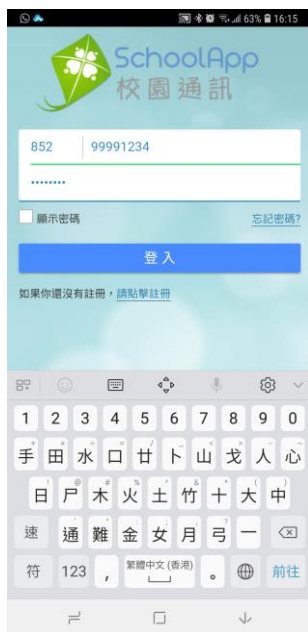 63% 16:15
SchoolApp
校園通訊
852 99991234
••••••••
顯示密碼 忘記密碼?
登入
如果你還沒有註冊，請點擊註冊
1 2 3 4 5 6 7 8 9 0
手 田 水 口 廿 卜 山 戈 人 心
日 尸 木 火 土 竹 十 大 中
速 通 難 金 女 月 弓 一
符 123 , 繁體中文 (香港) 。 前往